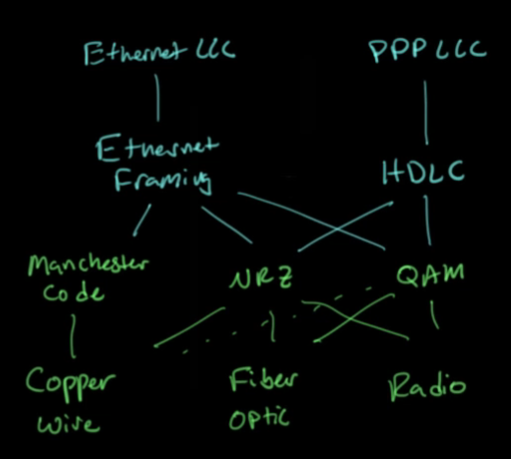 Ethernet LLC
PPP LLC
Ethernet
Framing
HDLC
Manchester
Code
NRZ
QAM
Copper
Wire
Fiber
Optic
Radio